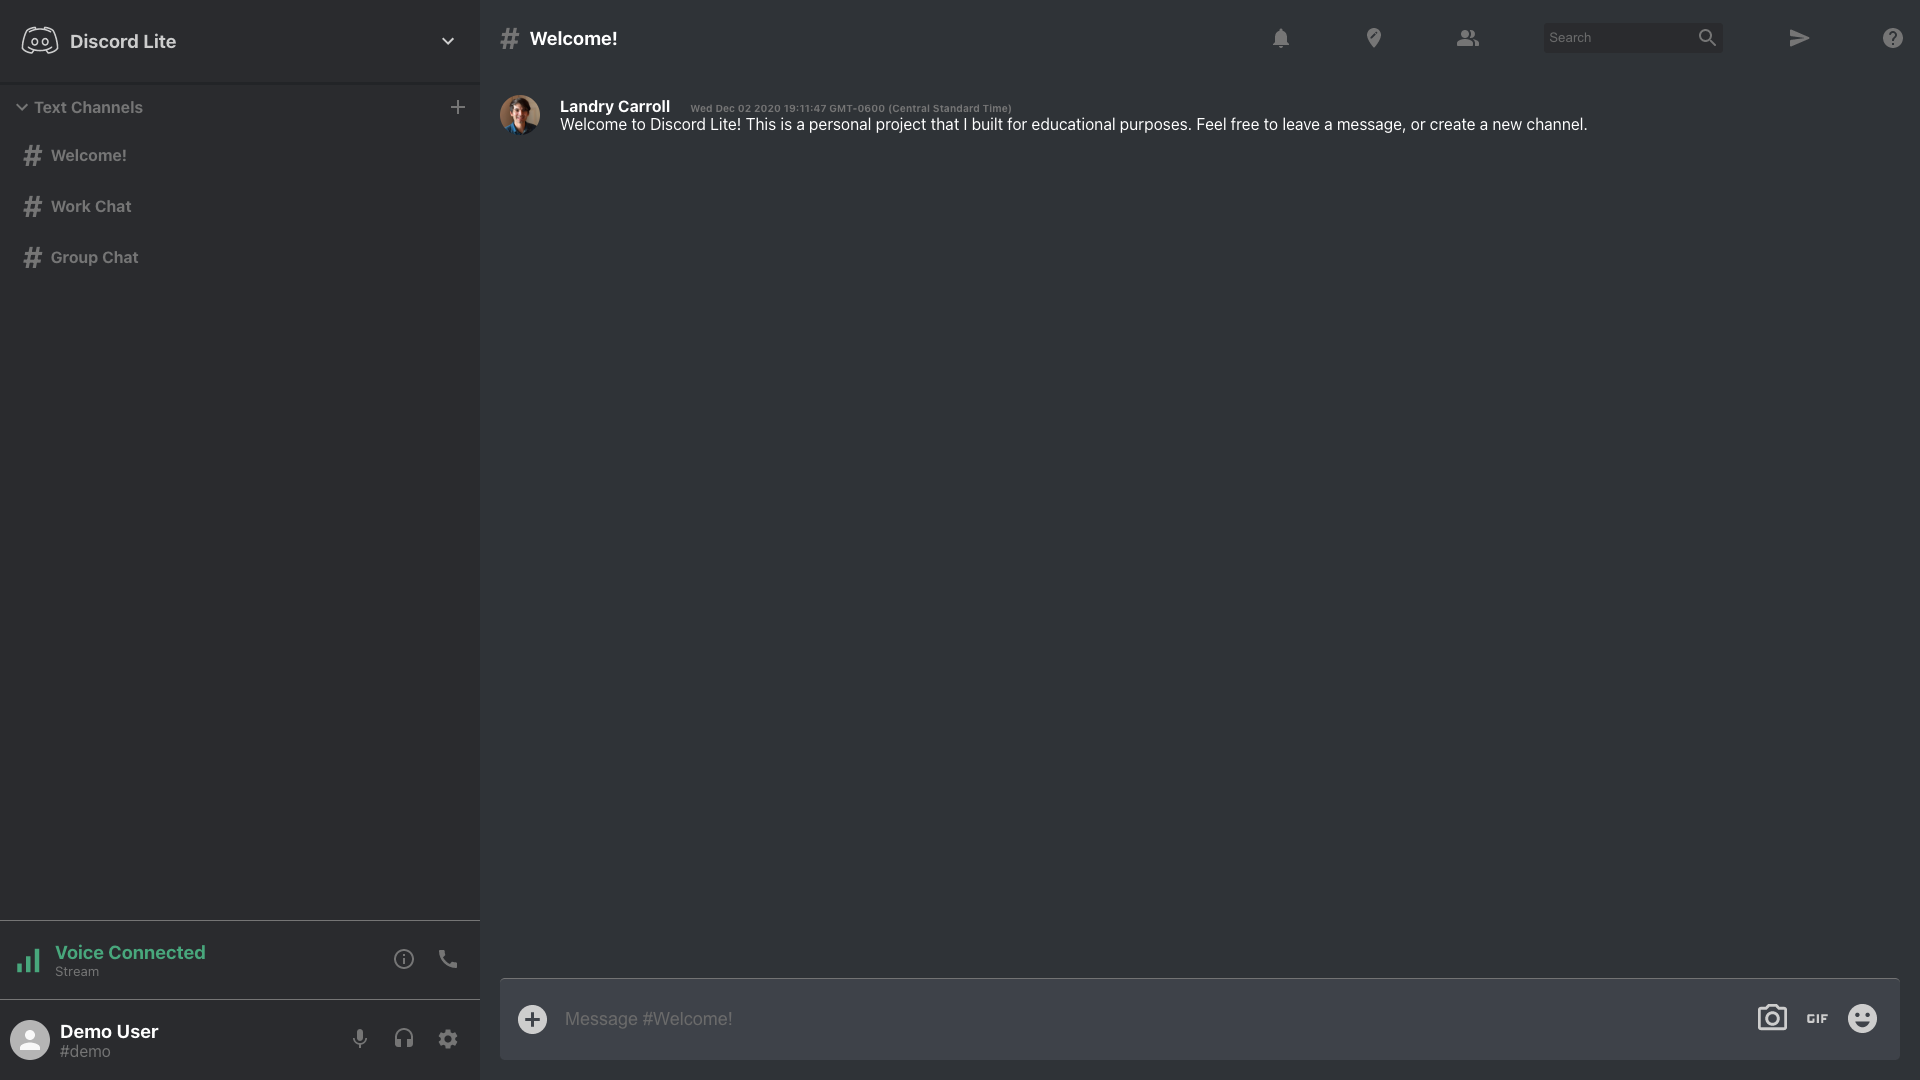 Discord Lite
Text Channels
# Welcome!
# Work Chat
# Group Chat
Voice Connected
Stream
Demo User
#demo
# Welcome!
Search
Landry Carroll Wed Dec 02 2020 19:11:47 GMT-0600 (Central Standard Time)
Welcome to Discord Lite! This is a personal project that I built for educational purposes. Feel free to leave a message, or create a new channel.
Message #Welcome!
GIF